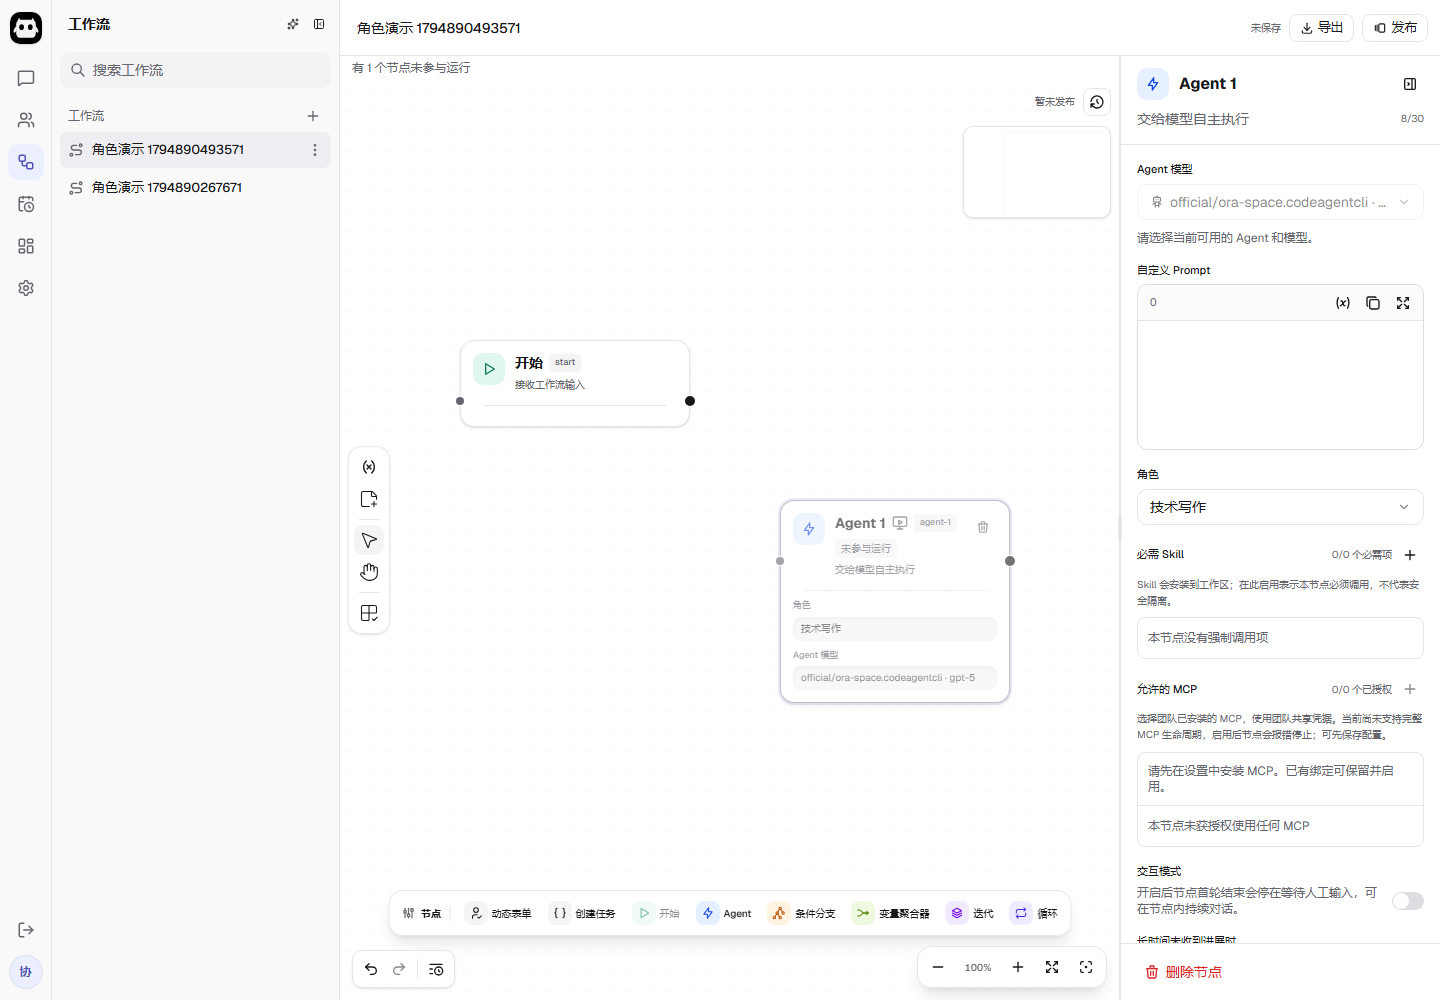 工作流
搜索工作流
工作流
角色演示 1794890493571
角色演示 1794890267671
协
角色演示 1794890493571
未保存
导出
发布
有 1 个节点未参与运行
暂未发布
开始 start
接收工作流输入
Agent 1 agent-1
未参与运行
交给模型自主执行
角色
技术写作
Agent 模型
official/ora-space.codeagentcli · gpt-5
节点
动态表单
创建任务
开始
Agent
条件分支
变量聚合器
迭代
循环
100%
Agent 1
交给模型自主执行
8/30
Agent 模型
official/ora-space.codeagentcli · ...
请选择当前可用的 Agent 和模型。
自定义 Prompt
0
角色
技术写作
必需 Skill
0/0 个必需项
Skill 会安装到工作区；在此启用表示本节点必须调用，不代表安
全隔离。
本节点没有强制调用项
允许的 MCP
0/0 个已授权
选择团队已安装的 MCP，使用团队共享凭据。当前尚未支持完整
MCP 生命周期，启用后节点会报错停止；可先保存配置。
请先在设置中安装 MCP。已有绑定可保留并启
用。
本节点未获授权使用任何 MCP
交互模式
开启后节点首轮结束会停在等待人工输入，可
在节点内持续对话。
长时间未收到进展时
删除节点